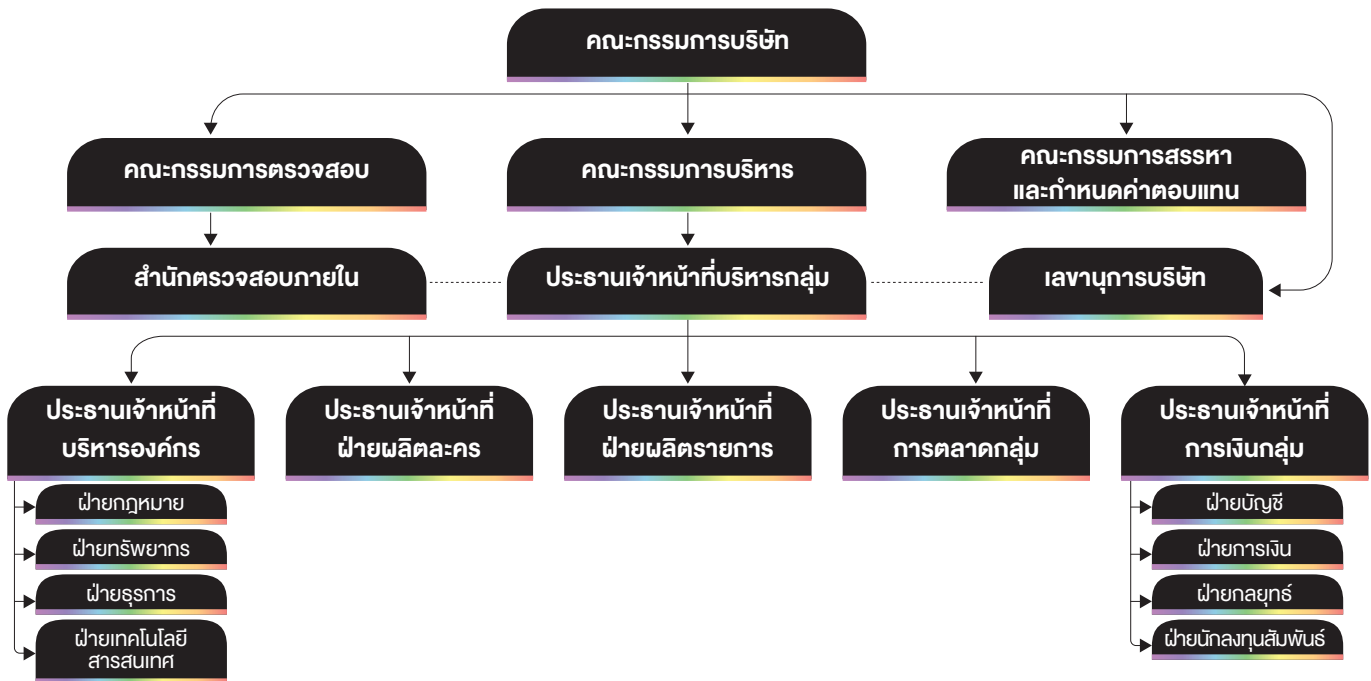 คณะกรรมการบริษัท
คณะกรรมการตรวจสอบ
คณะกรรมการบริหาร
คณะกรรมการสรรหา
และกำหนดค่าตอบแทน
สำนักตรวจสอบภายใน
ประธานเจ้าหน้าที่บริหารกลุ่ม
เลขานุการบริษัท
ประธานเจ้าหน้าที่
บริหารองค์กร
ประธานเจ้าหน้าที่
ฝ่ายผลิตละคร
ประธานเจ้าหน้าที่
ฝ่ายผลิตรายการ
ประธานเจ้าหน้าที่
การตลาดกลุ่ม
ประธานเจ้าหน้าที่
การเงินกลุ่ม
ฝ่ายกฎหมาย
ฝ่ายทรัพยากร
ฝ่ายธุรการ
ฝ่ายเทคโนโลยี
สารสนเทศ
ฝ่ายบัญชี
ฝ่ายการเงิน
ฝ่ายกลยุทธ์
ฝ่ายนักลงทุนสัมพันธ์